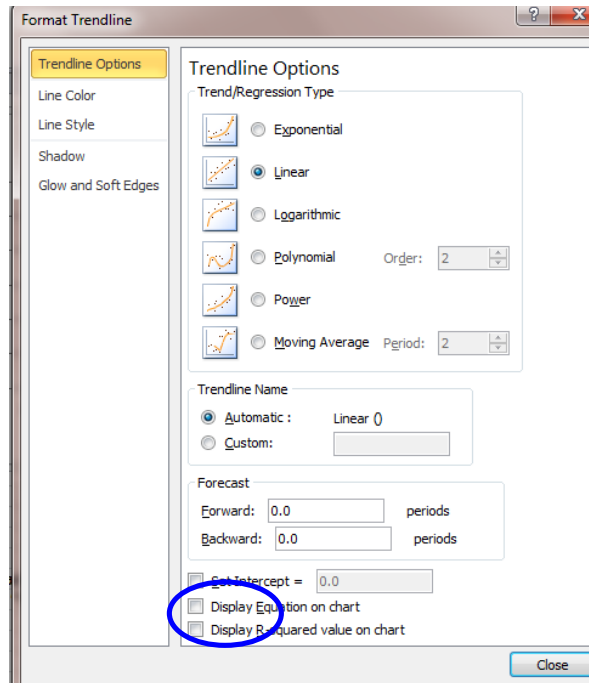 Format Trendline
? X
Trendline Options
Line Color
Line Style
Shadow
Glow and Soft Edges
Trendline Options
Trend/Regression Type
Exponential
Linear
Logarithmic
Polynomial Order: 2
Power
Moving Average Period: 2
Trendline Name
Automatic : Linear ()
Custom:
Forecast
Forward: 0.0 periods
Backward: 0.0 periods
Set Intercept = 0.0
Display Equation on chart
Display R-squared value on chart
Close